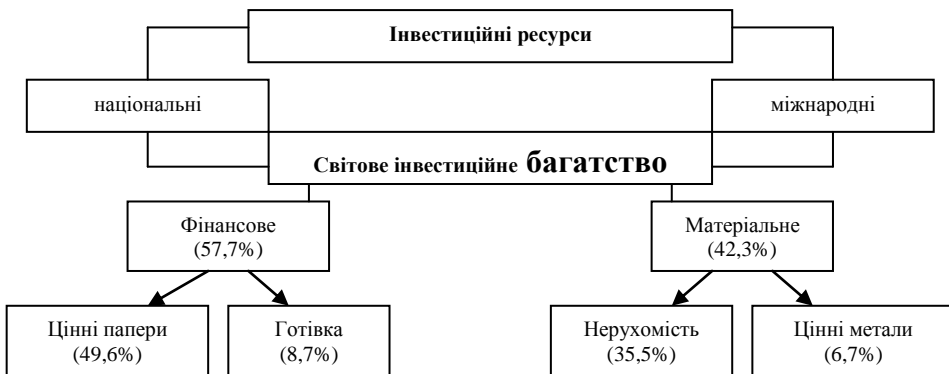 Інвестиційні ресурси
національні
міжнародні
Світове інвестиційне багатство
Фінансове
(57,7%)
Матеріальне
(42,3%)
Цінні папери
(49,6%)
Готівка
(8,7%)
Нерухомість
(35,5%)
Цінні метали
(6,7%)